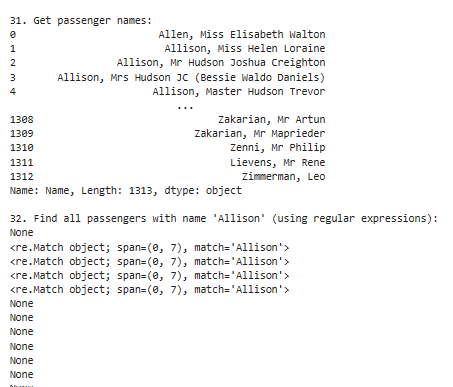 31. Get passenger names:
0                      Allen, Miss Elisabeth Walton
1                       Allison, Miss Helen Loraine
2               Allison, Mr Hudson Joshua Creighton
3     Allison, Mrs Hudson JC (Bessie Waldo Daniels)
4                     Allison, Master Hudson Trevor
                         ...
1308                              Zakarian, Mr Artun
1309                          Zakarian, Mr Maprieder
1310                                Zenni, Mr Philip
1311                                Lievens, Mr Rene
1312                                  Zimmerman, Leo
Name: Name, Length: 1313, dtype: object
32. Find all passengers with name 'Allison' (using regular expressions):
None
<re.Match object; span=(0, 7), match='Allison'>
<re.Match object; span=(0, 7), match='Allison'>
<re.Match object; span=(0, 7), match='Allison'>
<re.Match object; span=(0, 7), match='Allison'>
None
None
None
None
None
None